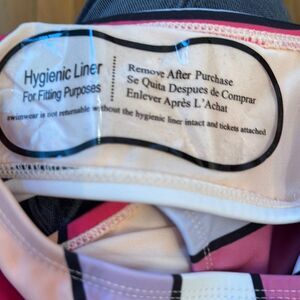 Hygienic Liner
For Fitting Purposes
Remove After Purchase
Se Quita Despues de Comprar
Enlever Après L'Achat
swimwear is not returnable without the hygienic liner intact and tickets attached